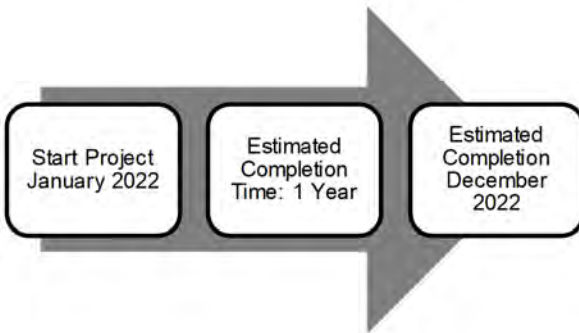 Start Project
January 2022
Estimated
Completion
Time: 1 Year
Estimated
Completion
December
2022